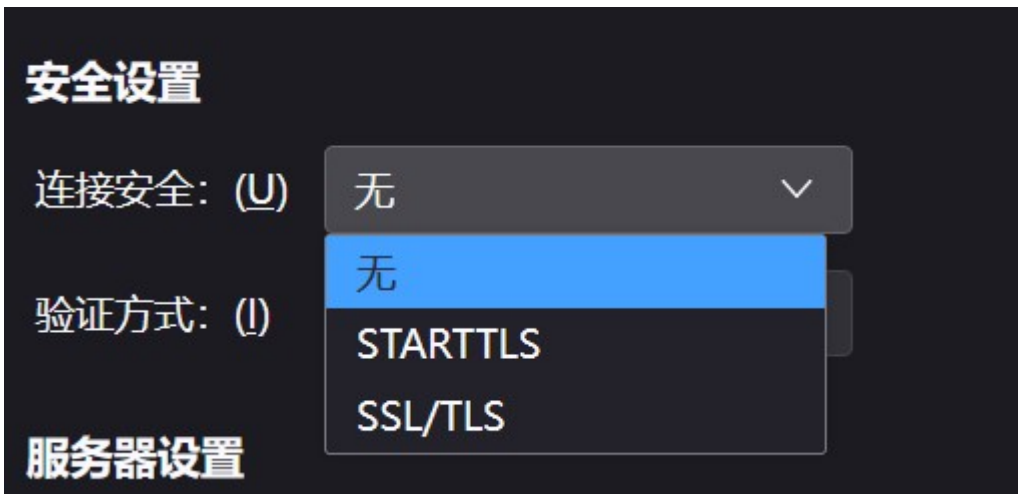 安全设置
连接安全：(U) 无
无
验证方式：(I)
STARTTLS
SSL/TLS
服务器设置